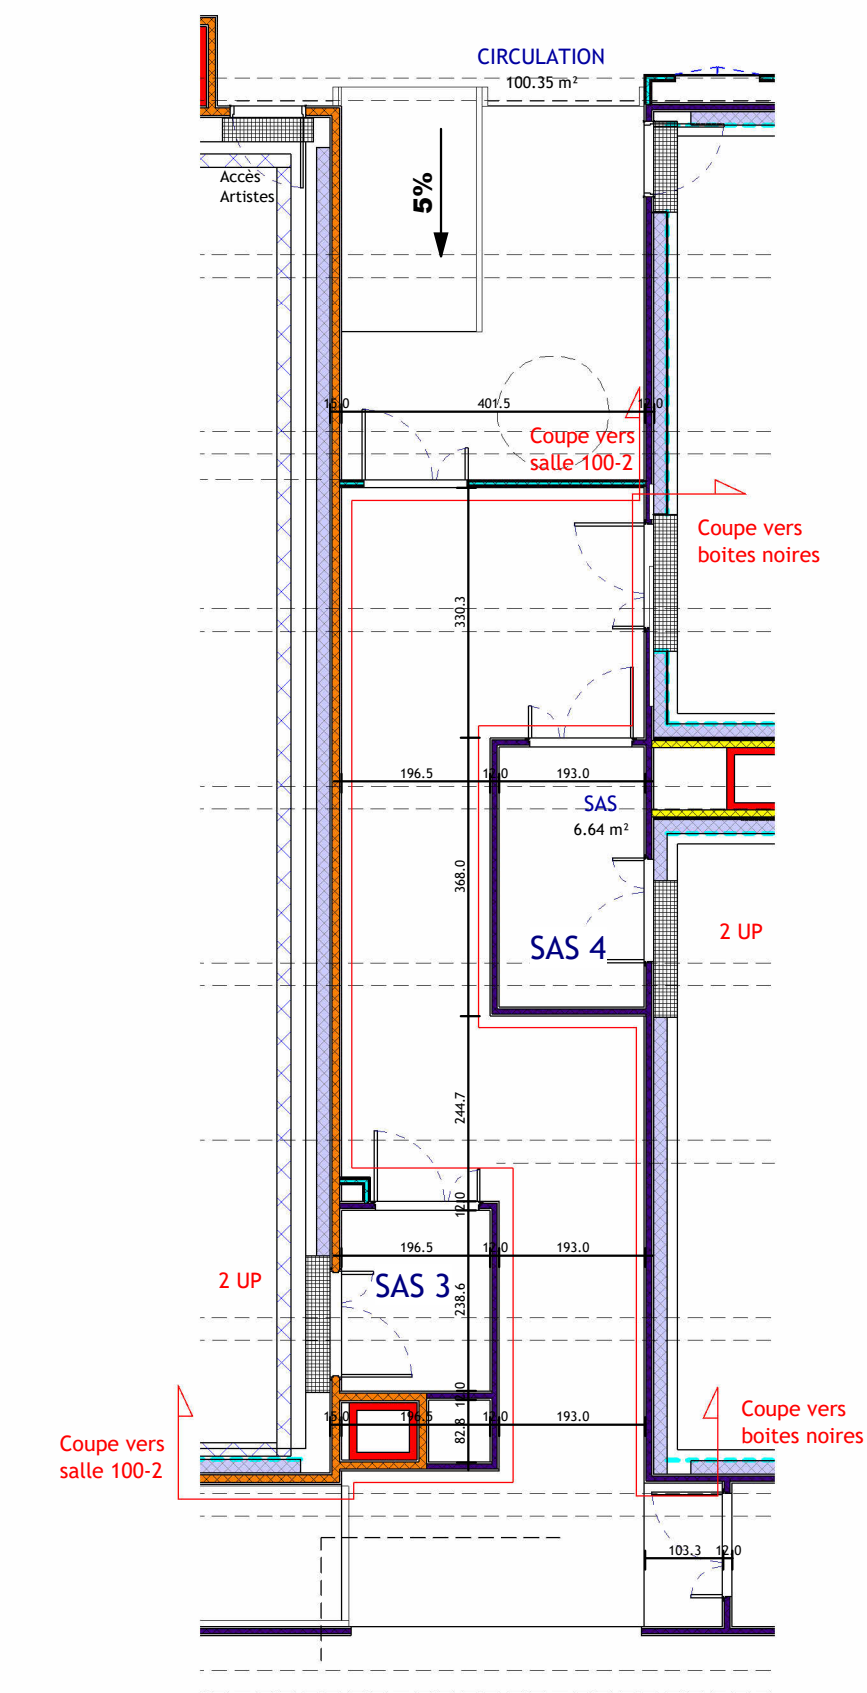 CIRCULATION
100.35 m²
Accès
Artistes
5%
15.0
401.5
12.0
Coupe vers
salle 100-2
Coupe vers
boites noires
330.3
196.5
12.0
193.0
SAS
6.64 m²
368.0
SAS 4
2 UP
244.7
12.0
196.5
12.0
193.0
2 UP
SAS 3
238.6
12.0
15.0
196.5
12.0
193.0
82.8
Coupe vers
salle 100-2
Coupe vers
boites noires
103.3
12.0